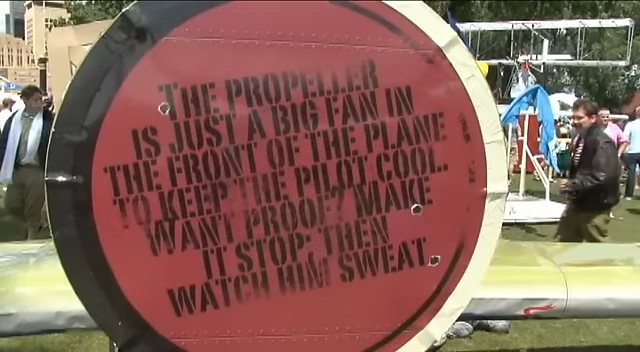 THE PROPELLER
IS JUST A BIG FAN IN
THE FRONT OF THE PLANE
TO KEEP THE PILOT COOL.
WANT PROOF? MAKE
IT STOP; THEN
WATCH HIM SWEAT.